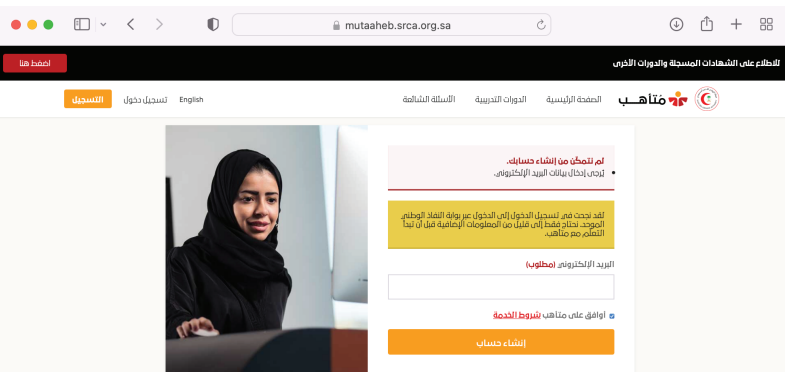 mutaaheb.srca.org.sa
للاطلاع على الشهادات المسجلة والدورات الأخرى
اضغط هنا
مُتأهــب
الصفحة الرئيسية
الدورات التدريبية
الأسئلة الشائعة
English
تسجيل دخول
التسجيل
لم نتمكّن من إنشاء حسابك.
يُرجى إدخال بيانات البريد الإلكتروني.
لقد نجحت في تسجيل الدخول إلى الدخول عبر بوابة النفاذ الوطني
الموحد. نحتاج فقط إلى قليل من المعلومات الإضافية قبل أن تبدأ
التعلّم مع متأهب.
البريد الإلكتروني (مطلوب)
أوافق على متأهب شروط الخدمة
إنشاء حساب